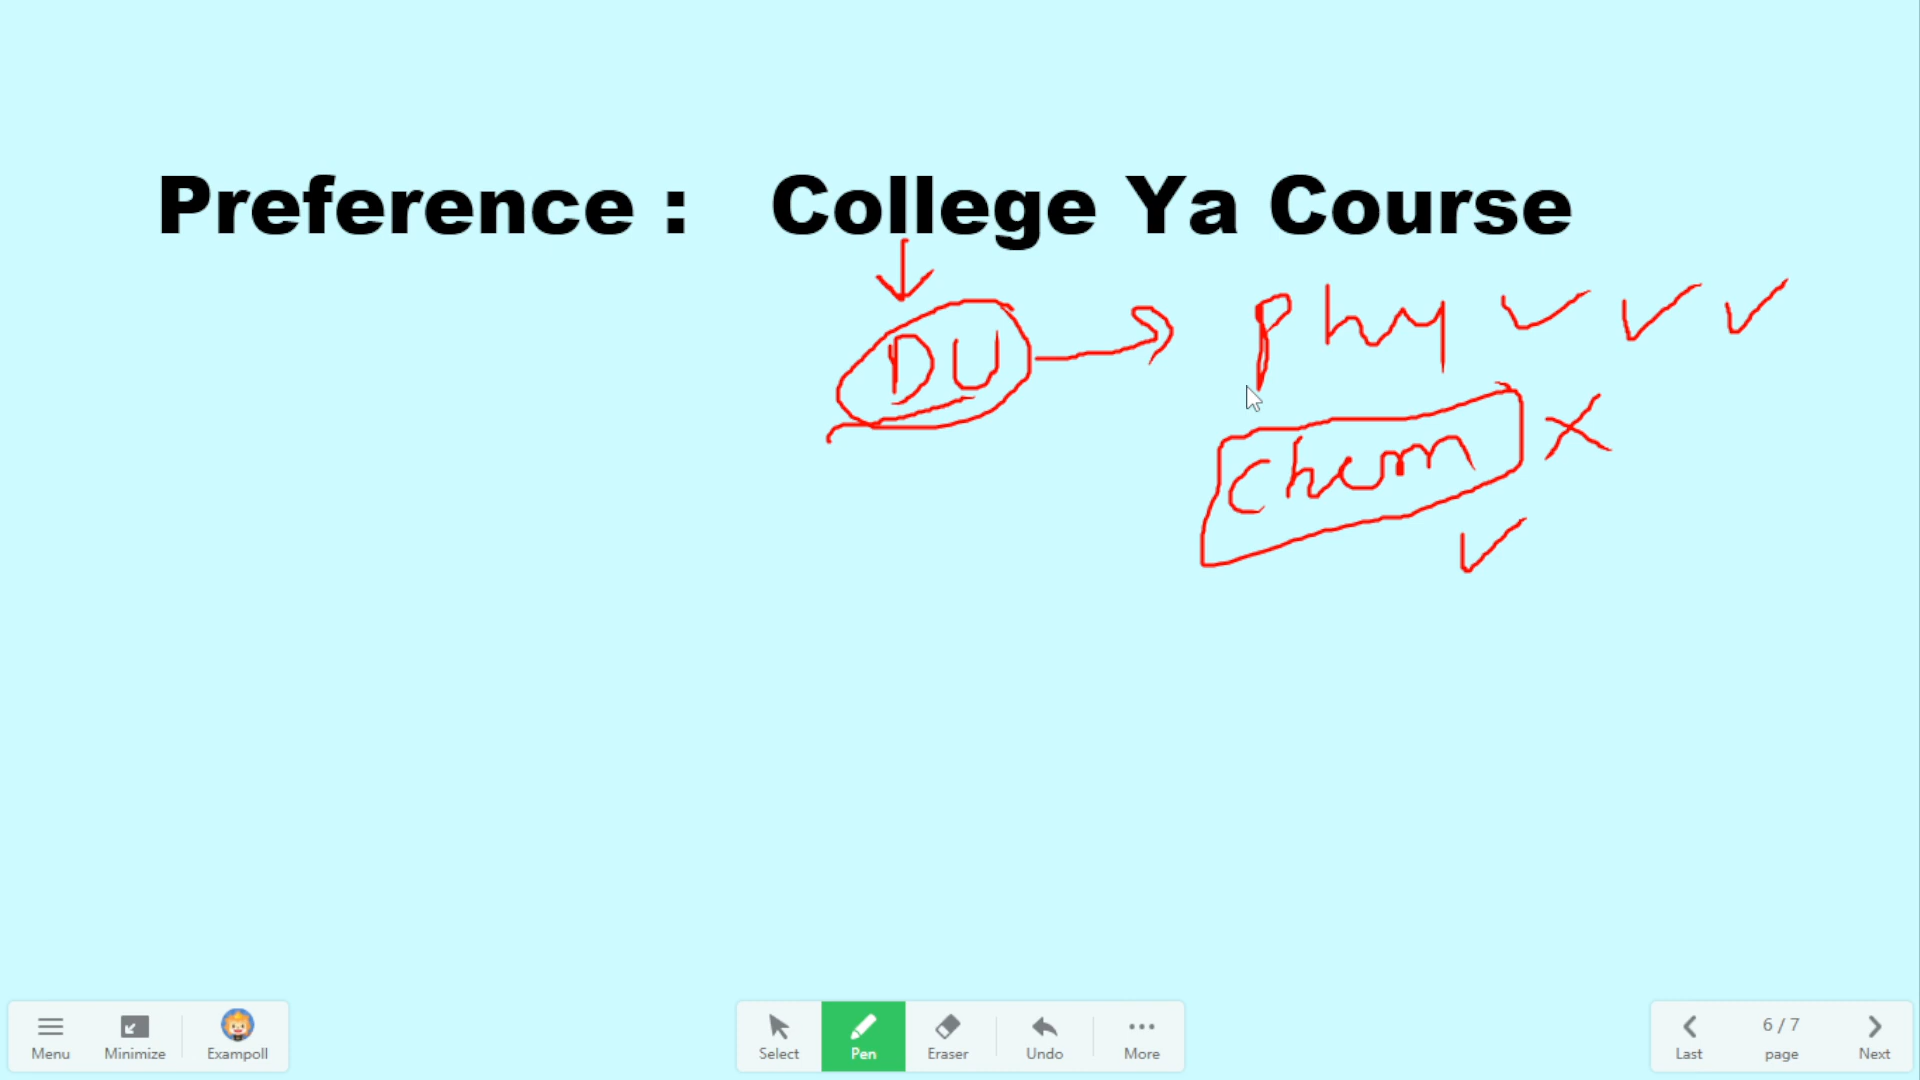 Preference : College Ya Course
DU
Phy
Chem
Menu
Minimize
Exampoll
Select
Pen
Eraser
Undo
More
Last
6 / 7
page
Next